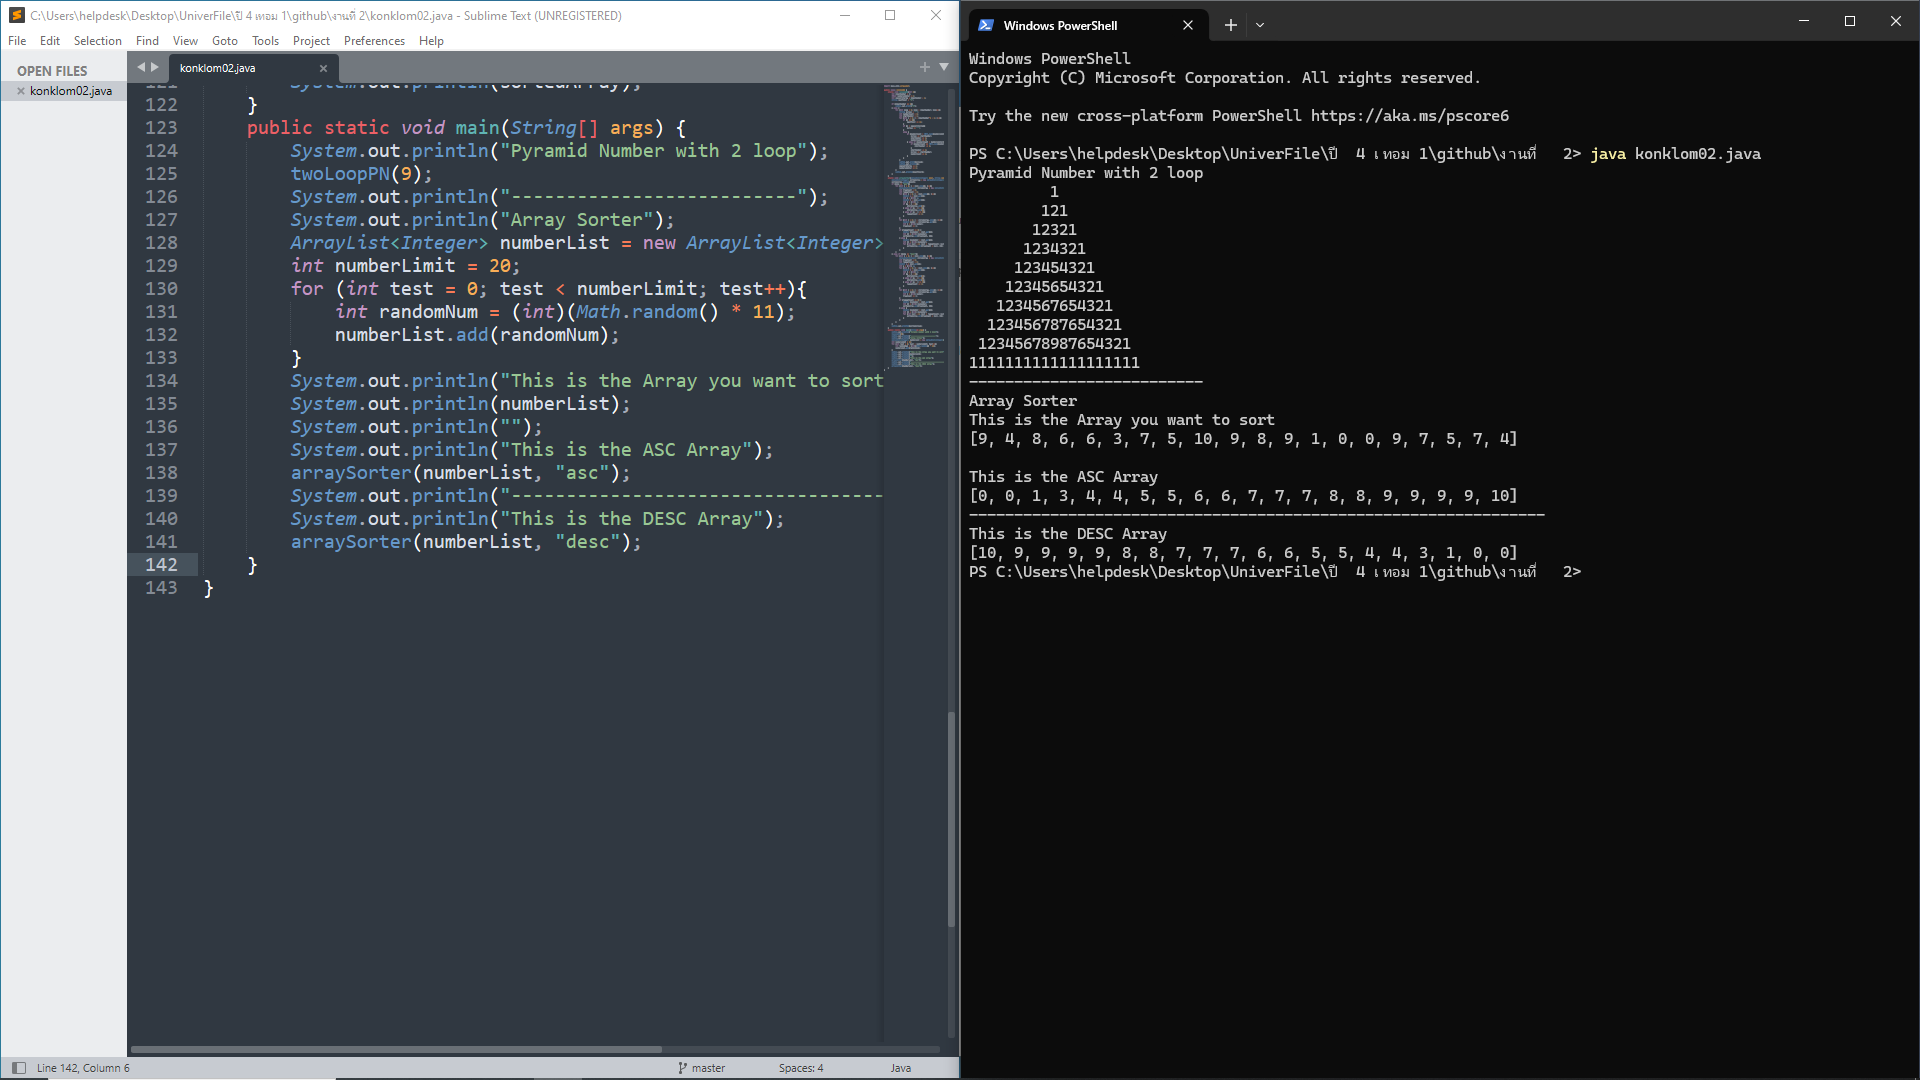 C:\Users\helpdesk\Desktop\UniverFile\ปี 4 เทอม 1\github\งานที่ 2\konklom02.java - Sublime Text (UNREGISTERED)
File Edit Selection Find View Goto Tools Project Preferences Help
OPEN FILES
konklom02.java
konklom02.java
121 System.out.println(sortedArray);
122 }
123 public static void main(String[] args) {
124 System.out.println("Pyramid Number with 2 loop");
125 twoLoopPN(9);
126 System.out.println("--------------------------");
127 System.out.println("Array Sorter");
128 ArrayList<Integer> numberList = new ArrayList<Integer>
129 int numberLimit = 20;
130 for (int test = 0; test < numberLimit; test++){
131 int randomNum = (int)(Math.random() * 11);
132 numberList.add(randomNum);
133 }
134 System.out.println("This is the Array you want to sort
135 System.out.println(numberList);
136 System.out.println("");
137 System.out.println("This is the ASC Array");
138 arraySorter(numberList, "asc");
139 System.out.println("----------------------------------
140 System.out.println("This is the DESC Array");
141 arraySorter(numberList, "desc");
142 }
143 }
Line 142, Column 6 master Spaces: 4 Java
Windows PowerShell
Windows PowerShell
Copyright (C) Microsoft Corporation. All rights reserved.
Try the new cross-platform PowerShell https://aka.ms/pscore6
PS C:\Users\helpdesk\Desktop\UniverFile\ปี 4 เทอม 1\github\งานที่ 2> java konklom02.java
Pyramid Number with 2 loop
1
121
12321
1234321
123454321
12345654321
1234567654321
123456787654321
12345678987654321
1111111111111111111
--------------------------
Array Sorter
This is the Array you want to sort
[9, 4, 8, 6, 6, 3, 7, 5, 10, 9, 8, 9, 1, 0, 0, 9, 7, 5, 7, 4]
This is the ASC Array
[0, 0, 1, 3, 4, 4, 5, 5, 6, 6, 7, 7, 7, 8, 8, 9, 9, 9, 9, 10]
----------------------------------------------------------------
This is the DESC Array
[10, 9, 9, 9, 9, 8, 8, 7, 7, 7, 6, 6, 5, 5, 4, 4, 3, 1, 0, 0]
PS C:\Users\helpdesk\Desktop\UniverFile\ปี 4 เทอม 1\github\งานที่ 2>